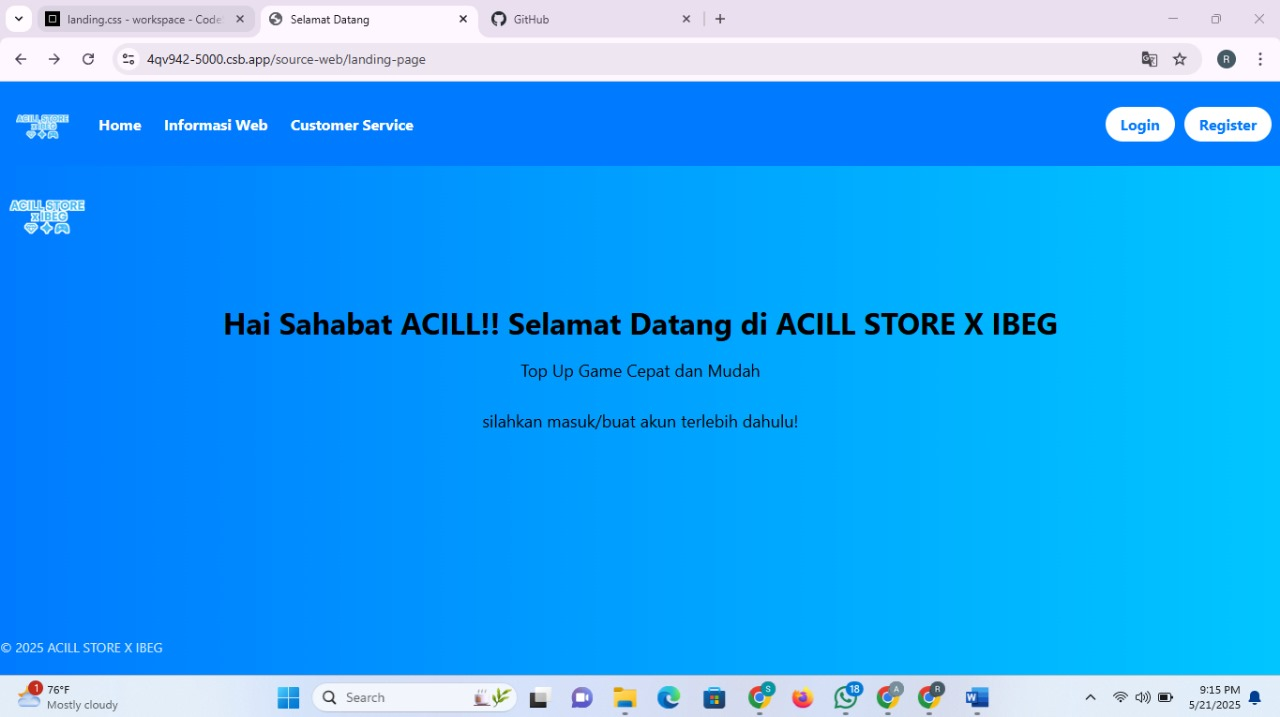 landing.css - workspace - Code
Selamat Datang
GitHub
4qv942-5000.csb.app/source-web/landing-page
R
ACILL STORE
x IBEG
Home
Informasi Web
Customer Service
Login
Register
ACILL STORE
x IBEG
Hai Sahabat ACILL!! Selamat Datang di ACILL STORE X IBEG
Top Up Game Cepat dan Mudah
silahkan masuk/buat akun terlebih dahulu!
© 2025 ACILL STORE X IBEG
1
76°F
Mostly cloudy
Search
S
18
A
R
W
9:15 PM
5/21/2025